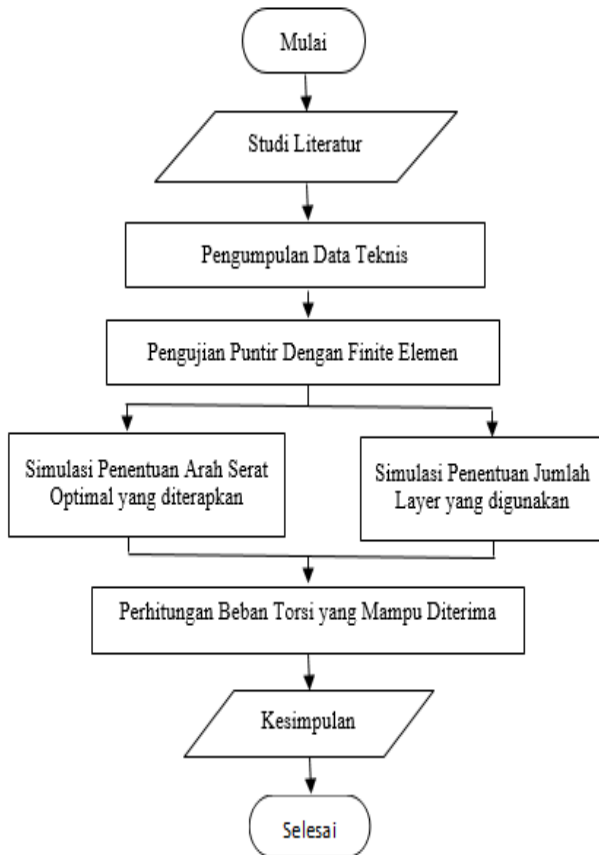 Mulai
Studi Literatur
Pengumpulan Data Teknis
Pengujian Puntir Dengan Finite Elemen
Simulasi Penentuan Arah Serat
Optimal yang diterapkan
Simulasi Penentuan Jumlah
Layer yang digunakan
Perhitungan Beban Torsi yang Mampu Diterima
Kesimpulan
Selesai